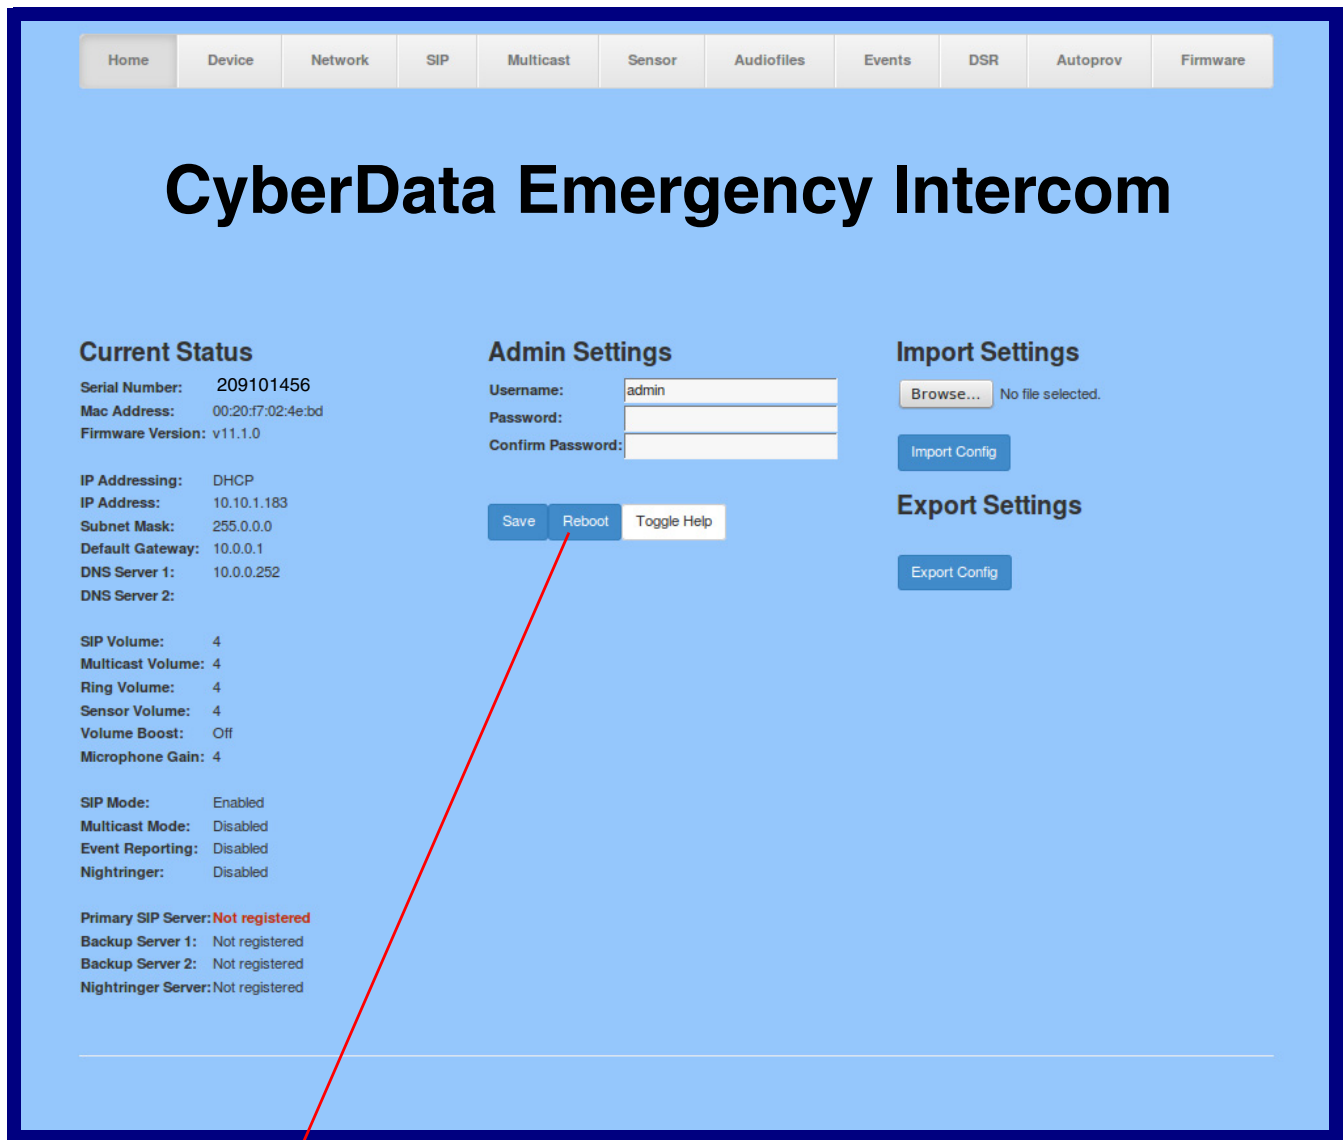 Home Device Network SIP Multicast Sensor Audiofiles Events DSR Autoprov Firmware
CyberData Emergency Intercom
Current Status
Serial Number: 209101456
Mac Address: 00:20:f7:02:4e:bd
Firmware Version: v11.1.0
IP Addressing: DHCP
IP Address: 10.10.1.183
Subnet Mask: 255.0.0.0
Default Gateway: 10.0.0.1
DNS Server 1: 10.0.0.252
DNS Server 2:
SIP Volume: 4
Multicast Volume: 4
Ring Volume: 4
Sensor Volume: 4
Volume Boost: Off
Microphone Gain: 4
SIP Mode: Enabled
Multicast Mode: Disabled
Event Reporting: Disabled
Nightringer: Disabled
Primary SIP Server: Not registered
Backup Server 1: Not registered
Backup Server 2: Not registered
Nightringer Server: Not registered
Admin Settings
Username: admin
Password:
Confirm Password:
Save Reboot Toggle Help
Import Settings
Browse... No file selected.
Import Config
Export Settings
Export Config